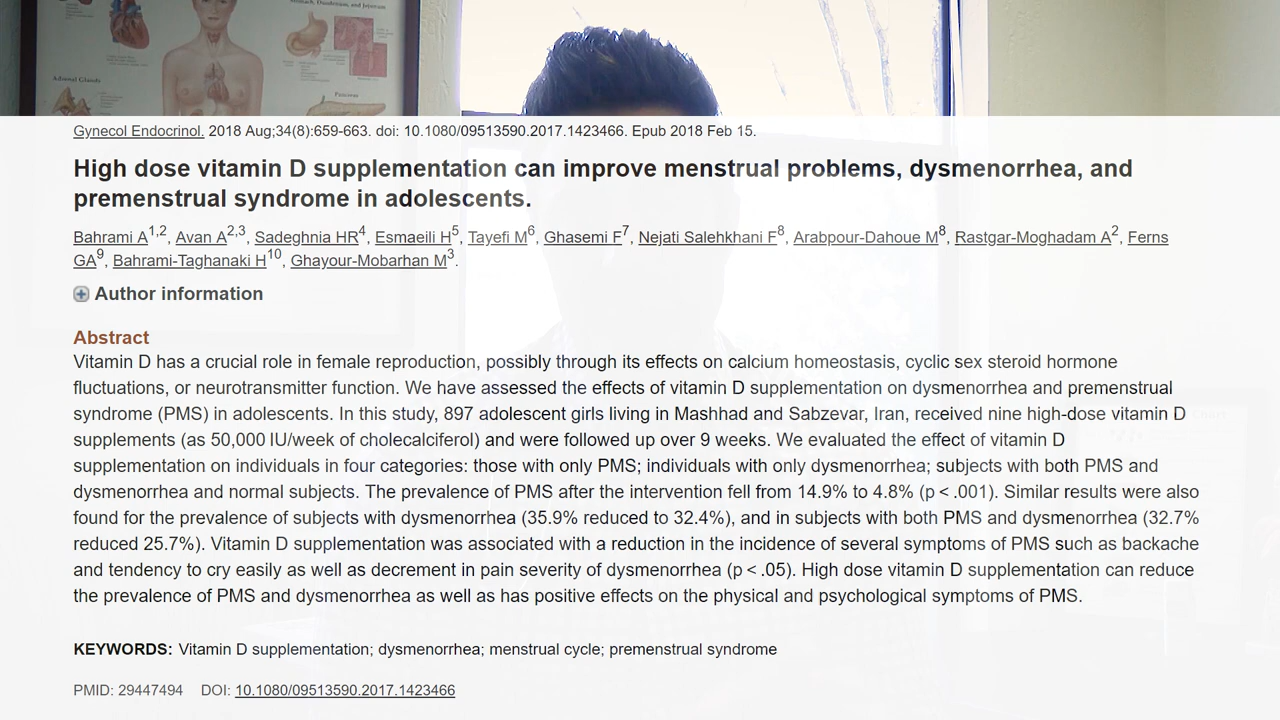 Stomach, Duodenum, and Jejunum
Adrenal Glands
Pancreas
Gynecol Endocrinol. 2018 Aug;34(8):659-663. doi: 10.1080/09513590.2017.1423466. Epub 2018 Feb 15.
High dose vitamin D supplementation can improve menstrual problems, dysmenorrhea, and
premenstrual syndrome in adolescents.
Bahrami A1,2, Avan A2,3, Sadeghnia HR4, Esmaeili H5, Tayefi M6, Ghasemi F7, Nejati Salehkhani F8, Arabpour-Dahoue M8, Rastgar-Moghadam A2, Ferns
GA9, Bahrami-Taghanaki H10, Ghayour-Mobarhan M3.
Author information
Abstract
Vitamin D has a crucial role in female reproduction, possibly through its effects on calcium homeostasis, cyclic sex steroid hormone
fluctuations, or neurotransmitter function. We have assessed the effects of vitamin D supplementation on dysmenorrhea and premenstrual
syndrome (PMS) in adolescents. In this study, 897 adolescent girls living in Mashhad and Sabzevar, Iran, received nine high-dose vitamin D
supplements (as 50,000 IU/week of cholecalciferol) and were followed up over 9 weeks. We evaluated the effect of vitamin D
supplementation on individuals in four categories: those with only PMS; individuals with only dysmenorrhea; subjects with both PMS and
dysmenorrhea and normal subjects. The prevalence of PMS after the intervention fell from 14.9% to 4.8% (p < .001). Similar results were also
found for the prevalence of subjects with dysmenorrhea (35.9% reduced to 32.4%), and in subjects with both PMS and dysmenorrhea (32.7%
reduced 25.7%). Vitamin D supplementation was associated with a reduction in the incidence of several symptoms of PMS such as backache
and tendency to cry easily as well as decrement in pain severity of dysmenorrhea (p < .05). High dose vitamin D supplementation can reduce
the prevalence of PMS and dysmenorrhea as well as has positive effects on the physical and psychological symptoms of PMS.
KEYWORDS: Vitamin D supplementation; dysmenorrhea; menstrual cycle; premenstrual syndrome
PMID: 29447494 DOI: 10.1080/09513590.2017.1423466